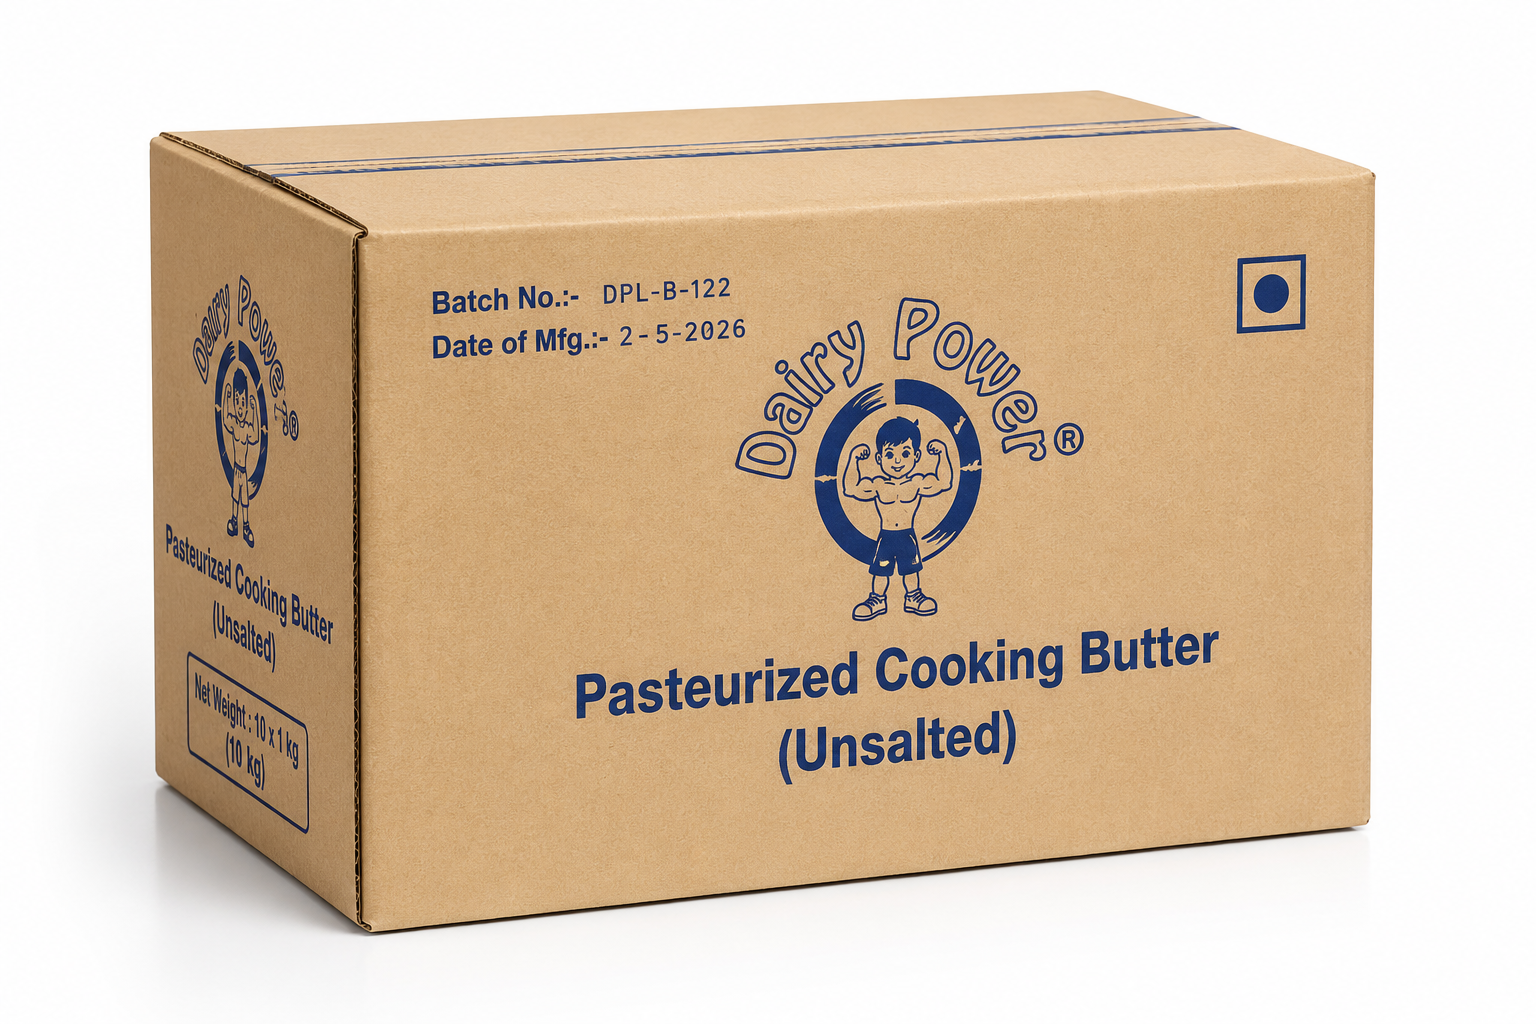 Dairy Power®
Pasteurized Cooking Butter
(Unsalted)
Net Weight : 10 x 1 kg
(10 kg)
Batch No.:- DPL-B-122
Date of Mfg.:- 2-5-2026
Dairy Power®
Pasteurized Cooking Butter
(Unsalted)